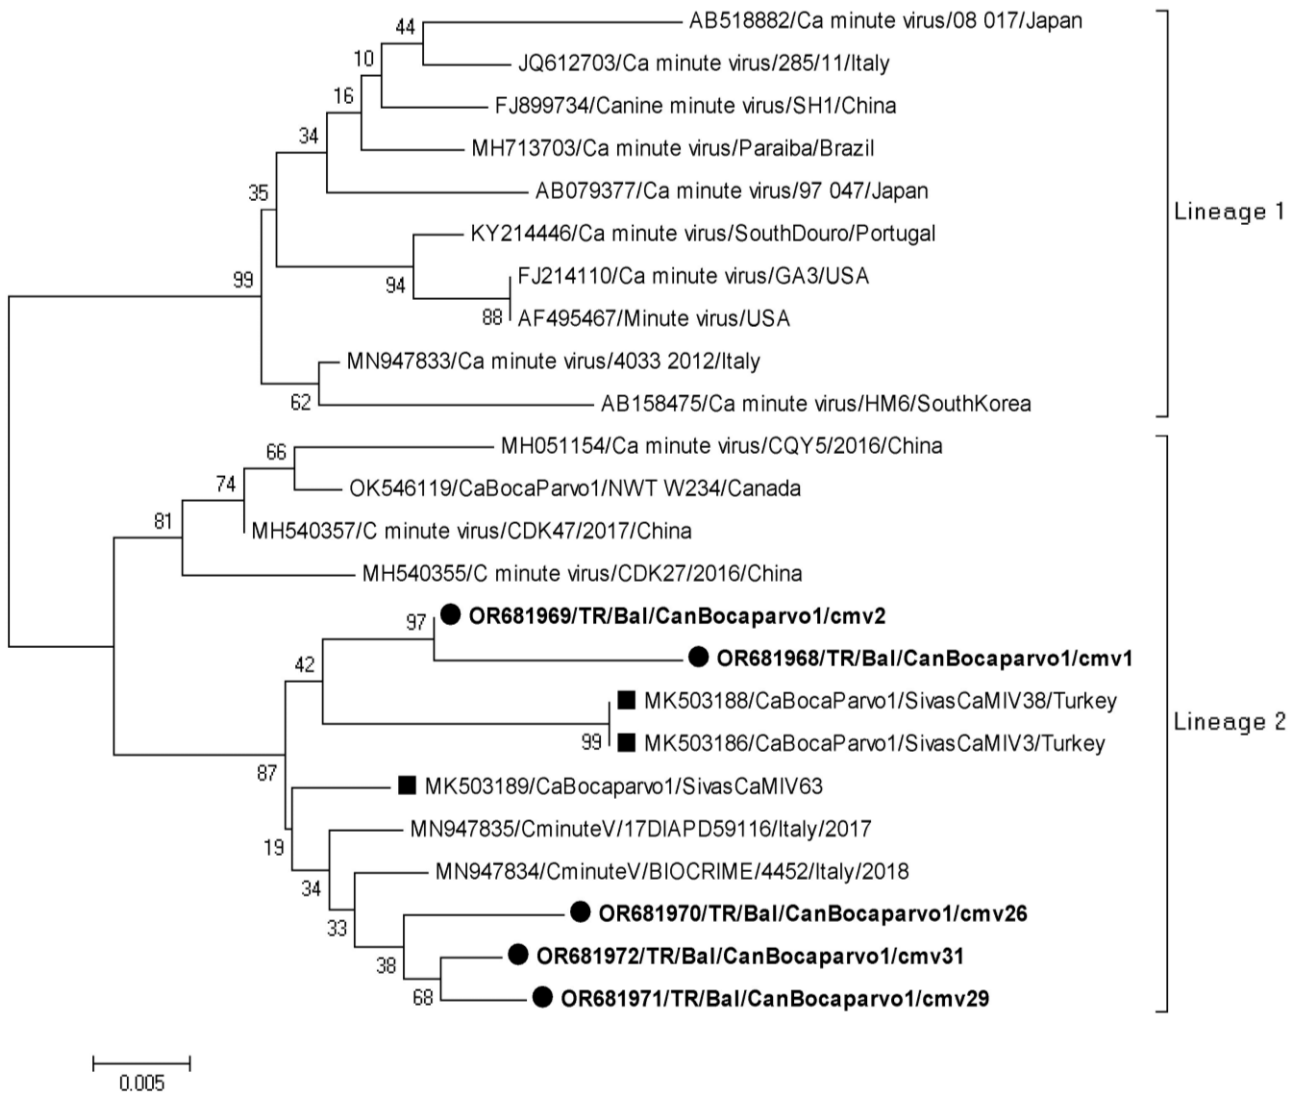 44
AB518882/Ca minute virus/08 017/Japan
JQ612703/Ca minute virus/285/11/Italy
10
FJ899734/Canine minute virus/SH1/China
16
MH713703/Ca minute virus/Paraiba/Brazil
34
AB079377/Ca minute virus/97 047/Japan
35
KY214446/Ca minute virus/SouthDouro/Portugal
Lineage 1
99
94
FJ214110/Ca minute virus/GA3/USA
88
AF495467/Minute virus/USA
MN947833/Ca minute virus/4033 2012/Italy
62
AB158475/Ca minute virus/HM6/SouthKorea
66
MH051154/Ca minute virus/CQY5/2016/China
74
OK546119/CaBocaParvo1/NWT W234/Canada
81
MH540357/C minute virus/CDK47/2017/China
MH540355/C minute virus/CDK27/2016/China
97
OR681969/TR/Bal/CanBocaparvo1/cmv2
42
OR681968/TR/Bal/CanBocaparvo1/cmv1
MK503188/CaBocaParvo1/SivasCaMIV38/Turkey
99
MK503186/CaBocaParvo1/SivasCaMIV3/Turkey
Lineage 2
87
MK503189/CaBocaparvo1/SivasCaMIV63
19
MN947835/CminuteV/17DIAPD59116/Italy/2017
34
MN947834/CminuteV/BIOCRIME/4452/Italy/2018
33
OR681970/TR/Bal/CanBocaparvo1/cmv26
38
OR681972/TR/Bal/CanBocaparvo1/cmv31
68
OR681971/TR/Bal/CanBocaparvo1/cmv29
0.005